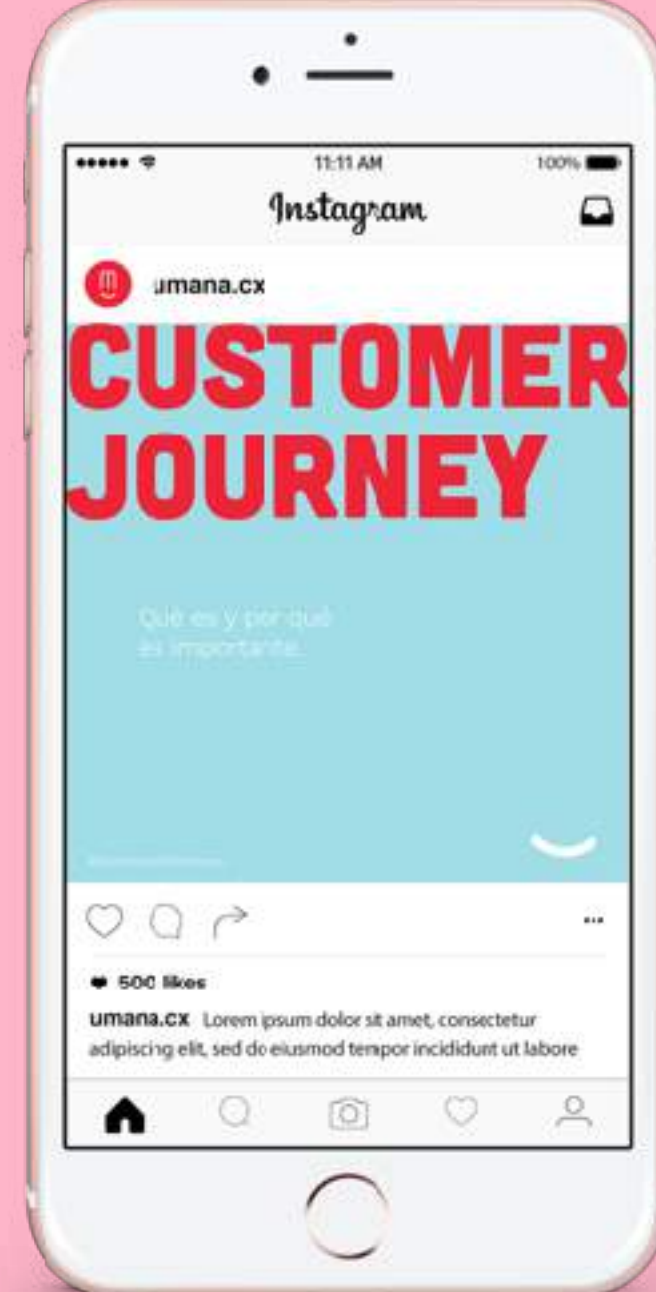 11:11 AM 100%
Instagram
umana.cx
CUSTOMER
JOURNEY
Qué es y por qué
es importante.
500 likes
umana.cx Lorem ipsum dolor sit amet, consectetur
adipiscing elit, sed do eiusmod tempor incididunt ut labore